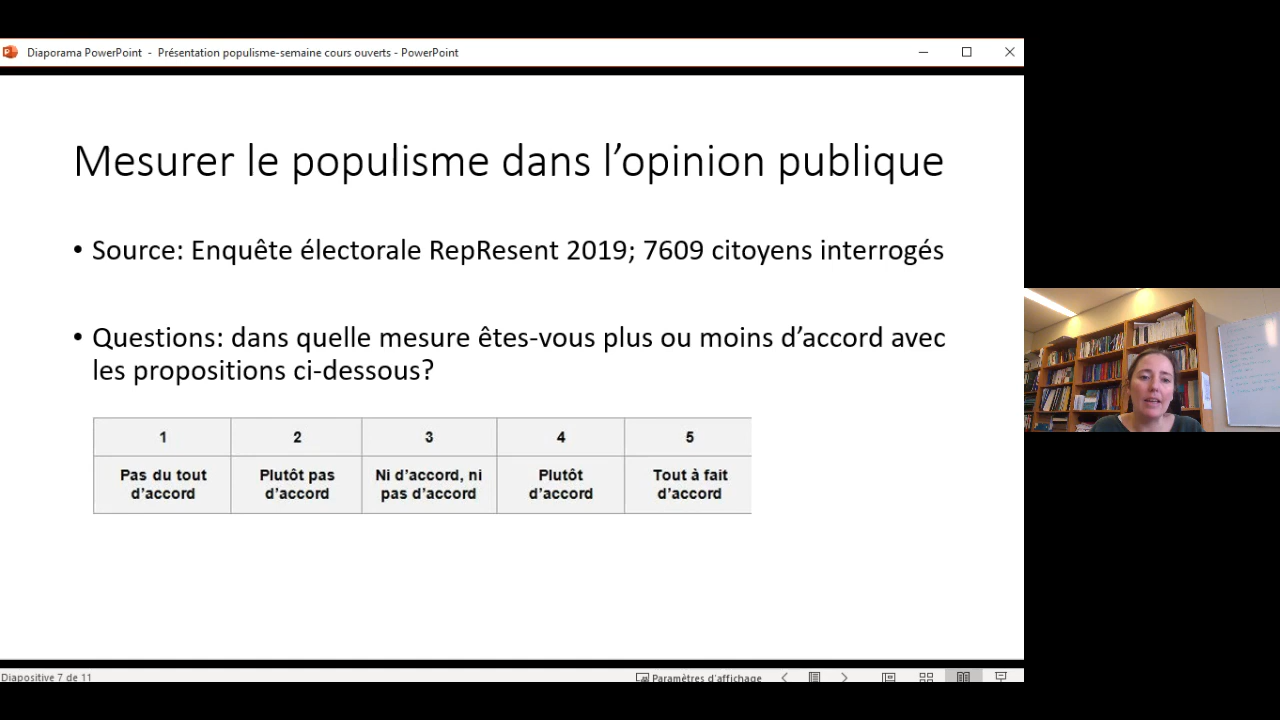 Diaporama PowerPoint - Présentation populisme-semaine cours ouverts - PowerPoint
Mesurer le populisme dans l’opinion publique
• Source: Enquête électorale RepResent 2019; 7609 citoyens interrogés
• Questions: dans quelle mesure êtes-vous plus ou moins d’accord avec
les propositions ci-dessous?
1 2 3 4 5
Pas du tout d’accord
Plutôt pas d’accord
Ni d’accord, ni pas d’accord
Plutôt d’accord
Tout à fait d’accord
Diapositive 7 de 11
Paramètres d'affichage